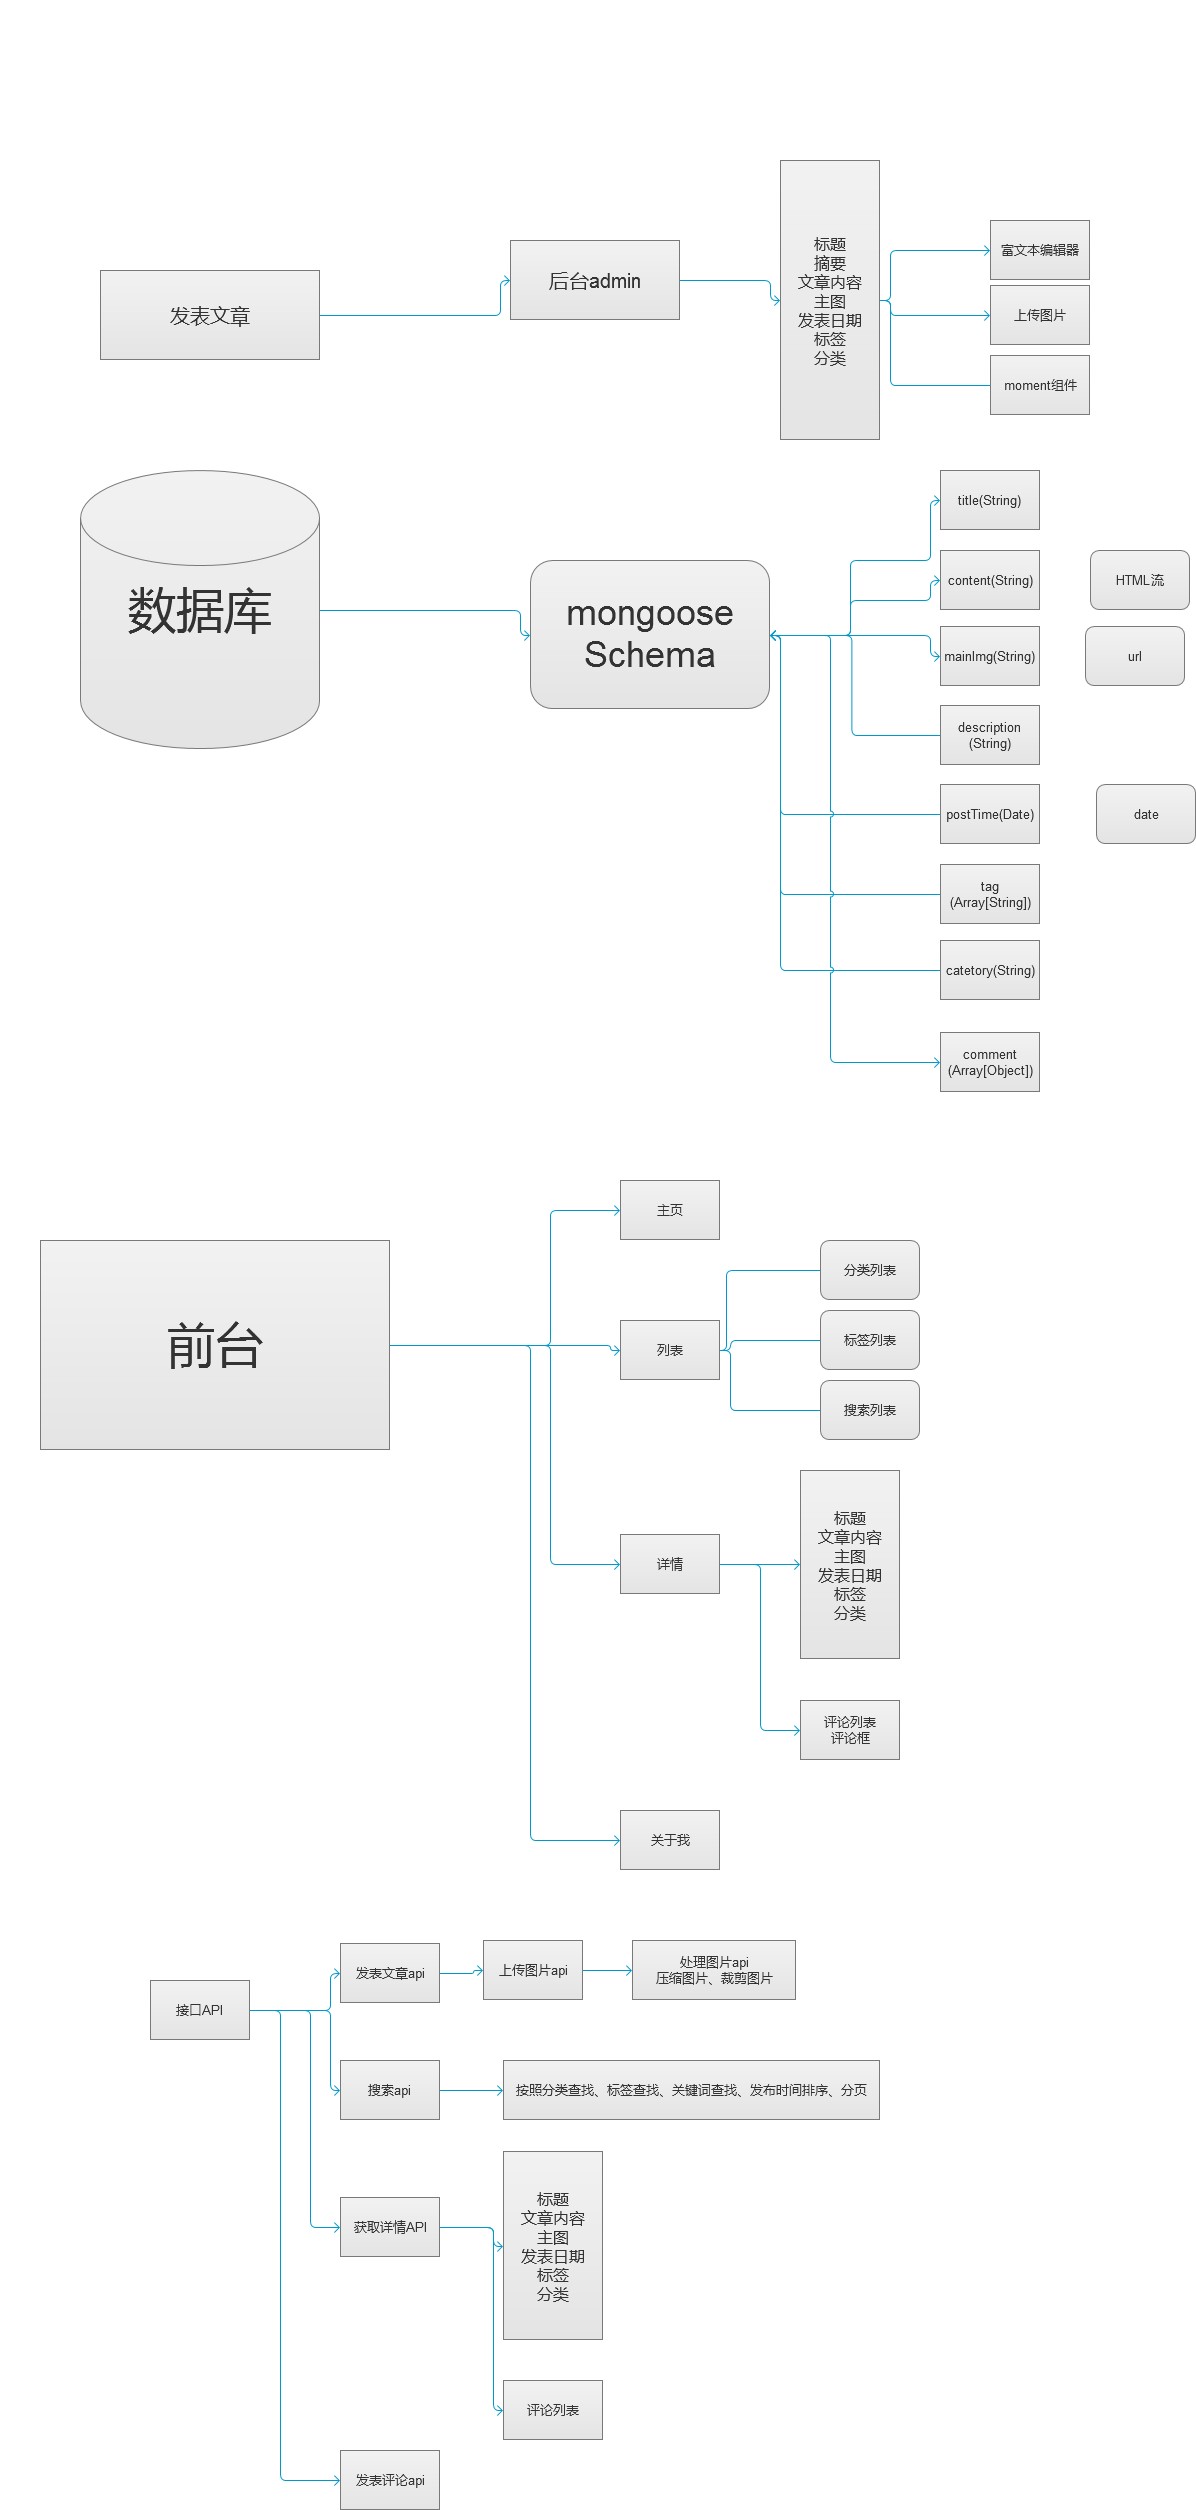 发表文章
后台admin
标题
摘要
文章内容
主图
发表日期
标签
分类
富文本编辑器
上传图片
moment组件
数据库
mongoose
Schema
title(String)
content(String)
HTML流
mainImg(String)
url
description
(String)
postTime(Date)
date
tag
(Array[String])
catetory(String)
comment
(Array[Object])
前台
主页
列表
分类列表
标签列表
搜索列表
详情
标题
文章内容
主图
发表日期
标签
分类
评论列表
评论框
关于我
接口API
发表文章api
上传图片api
处理图片api
压缩图片、裁剪图片
搜索api
按照分类查找、标签查找、关键词查找、发布时间排序、分页
获取详情API
标题
文章内容
主图
发表日期
标签
分类
评论列表
发表评论api